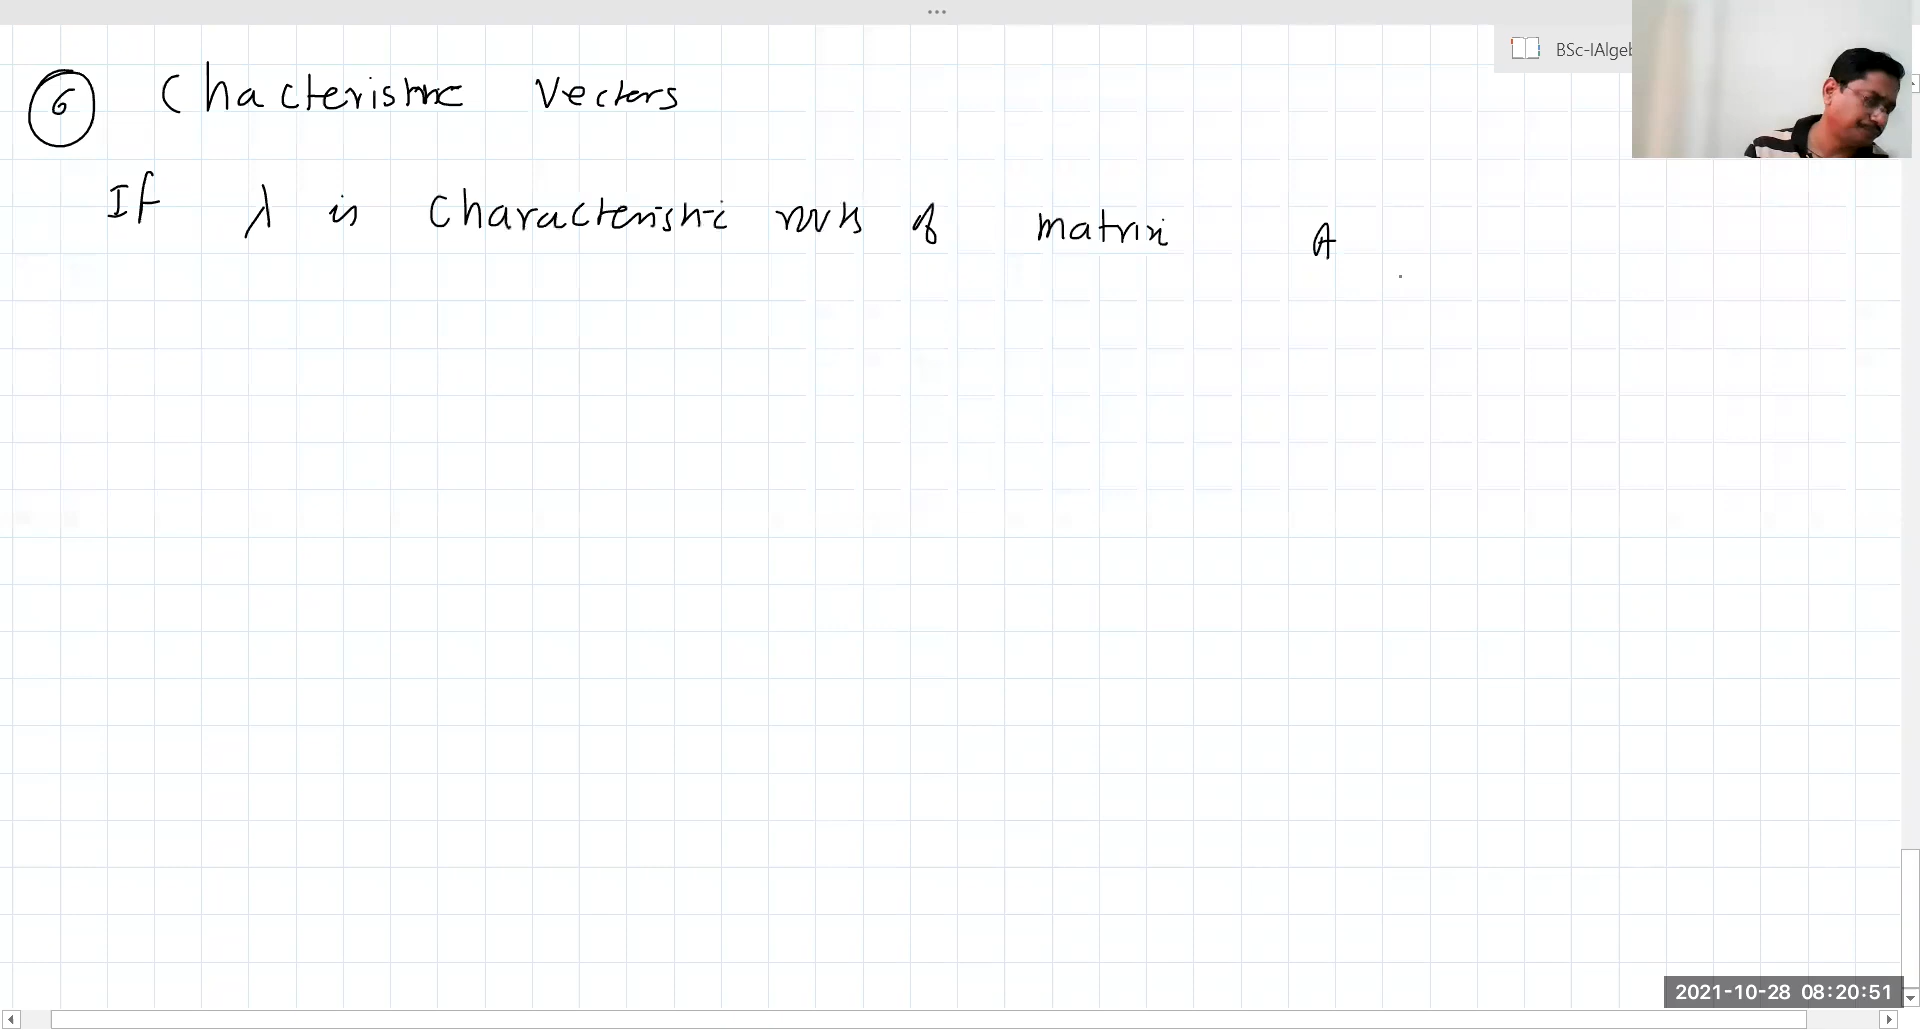 BSc-IAlgeb
6 Chacteristic Vectors
If λ is Characteristic roots of matrix A
2021-10-28 08:20:51